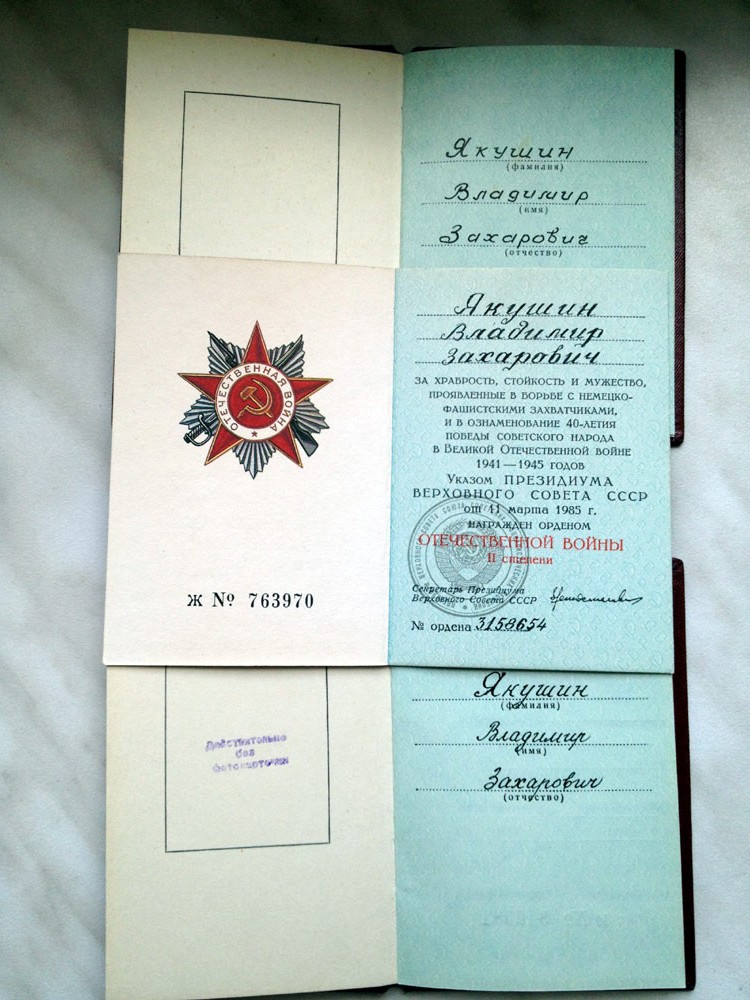 Якушин
(фамилия)
Владимир
(имя)
Захарович
(отчество)
ОТЕЧЕСТВЕННАЯ ВОЙНА
Ж № 763970
Якушин
Владимир
Захарович
ЗА ХРАБРОСТЬ, СТОЙКОСТЬ И МУЖЕСТВО,
ПРОЯВЛЕННЫЕ В БОРЬБЕ С НЕМЕЦКО-
ФАШИСТСКИМИ ЗАХВАТЧИКАМИ,
И В ОЗНАМЕНОВАНИЕ 40-ЛЕТИЯ
ПОБЕДЫ СОВЕТСКОГО НАРОДА
В ВЕЛИКОЙ ОТЕЧЕСТВЕННОЙ ВОЙНЕ
1941—1945 ГОДОВ
УКАЗОМ ПРЕЗИДИУМА
ВЕРХОВНОГО СОВЕТА СССР
от 11 марта 1985 г.
НАГРАЖДЕН ОРДЕНОМ
ОТЕЧЕСТВЕННОЙ ВОЙНЫ
II степени
Секретарь Президиума
Верховного Совета СССР
№ ордена 3158654
Действительно
без
фотокарточки
Якушин
(фамилия)
Владимир
(имя)
Захарович
(отчество)